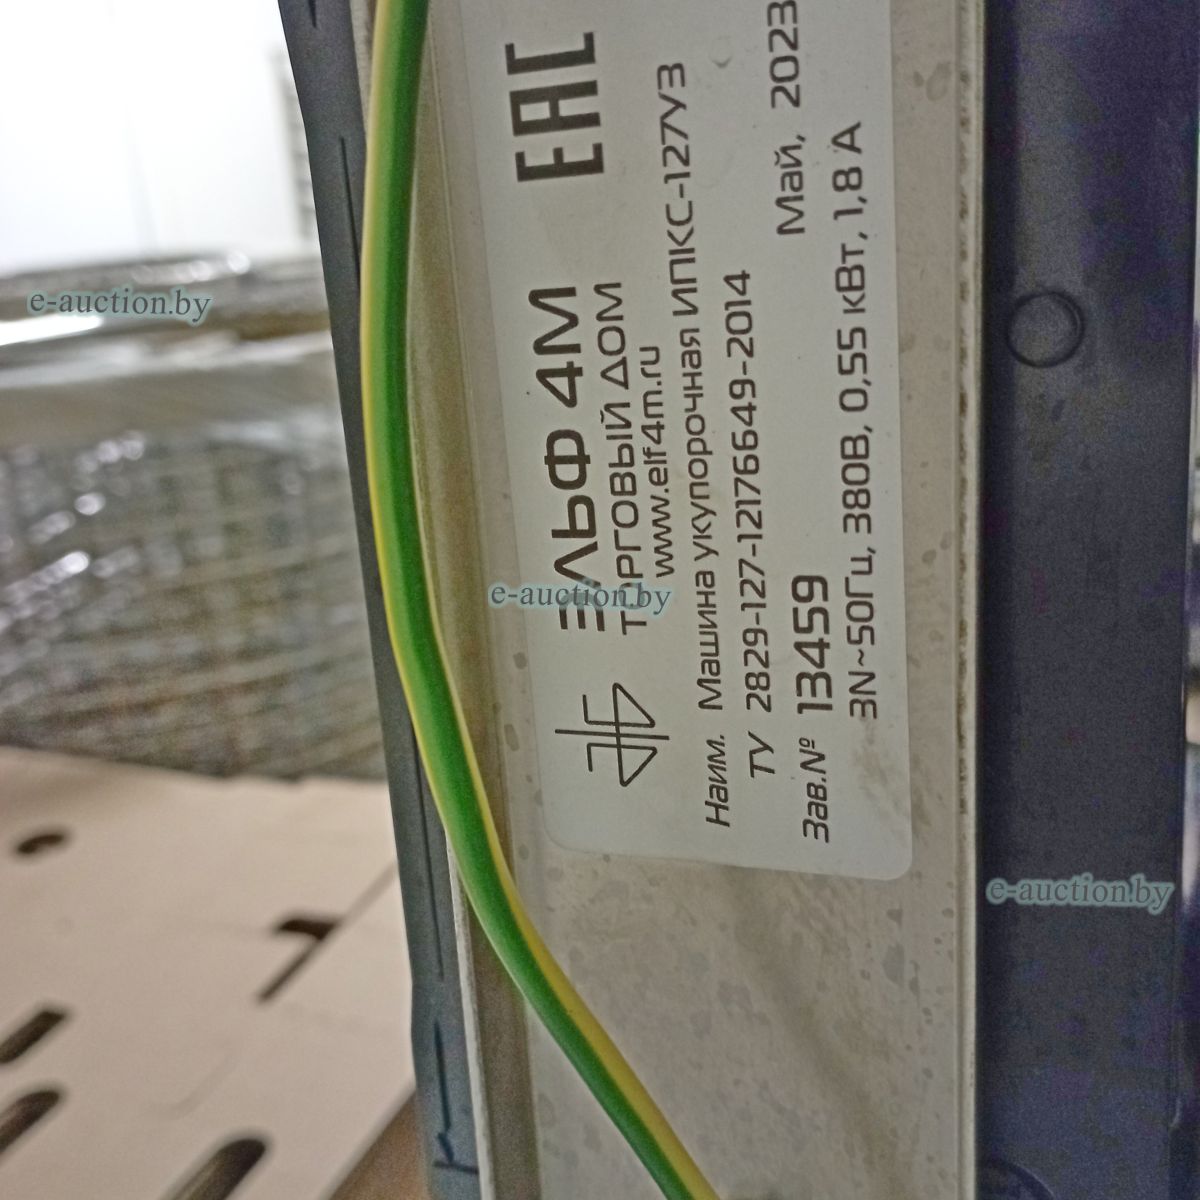 ЭЛЬФ 4М
ТОРГОВЫЙ ДОМ
www.elf4m.ru
EAC
Наим. Машина укупорочная ИПКС-127УЗ
ТУ 2829-127-12176649-2014
Зав.№ 13459 Май, 2023
3N~50Гц, 380В, 0,55 кВт, 1,8 А
e-auction.by
e-auction.by
e-auction.by